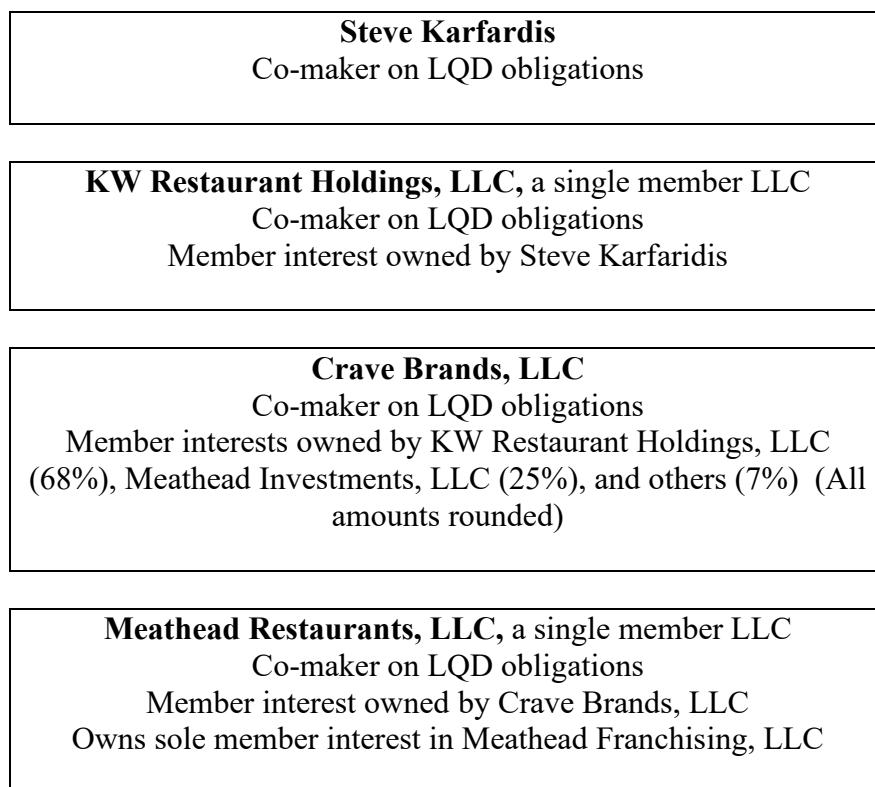 Steve Karfardis
Co-maker on LQD obligations
KW Restaurant Holdings, LLC, a single member LLC
Co-maker on LQD obligations
Member interest owned by Steve Karfaridis
Crave Brands, LLC
Co-maker on LQD obligations
Member interests owned by KW Restaurant Holdings, LLC
(68%), Meathead Investments, LLC (25%), and others (7%)  (All
amounts rounded)
Meathead Restaurants, LLC, a single member LLC
Co-maker on LQD obligations
Member interest owned by Crave Brands, LLC
Owns sole member interest in Meathead Franchising, LLC